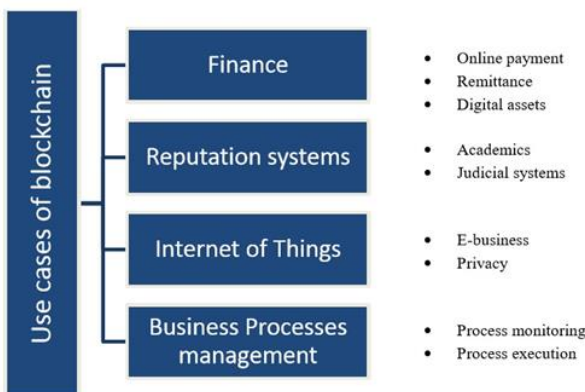 Use cases of blockchain
Finance
• Online payment
• Remittance
• Digital assets
Reputation systems
• Academics
• Judicial systems
Internet of Things
• E-business
• Privacy
Business Processes
management
• Process monitoring
• Process execution